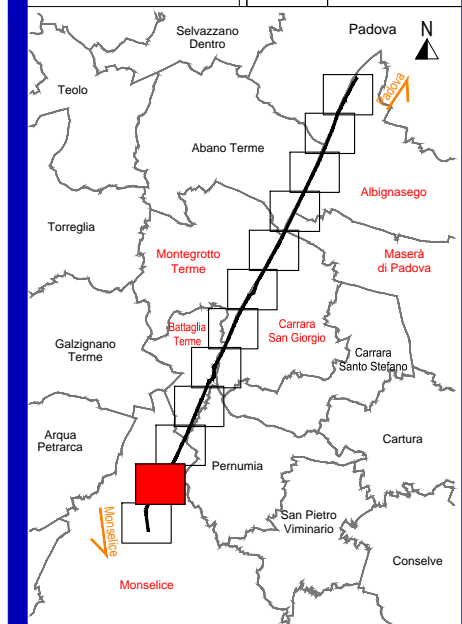 Selvazzano
Dentro
Padova
N
Teolo
Padova
Abano Terme
Albignasego
Torreglia
Montegrotto
Terme
Maserà
di Padova
Battaglia
Terme
Carrara
San Giorgio
Galzignano
Terme
Carrara
Santo Stefano
Arqua
Petrarca
Cartura
Pernumia
Monselice
San Pietro
Viminario
Conselve
Monselice